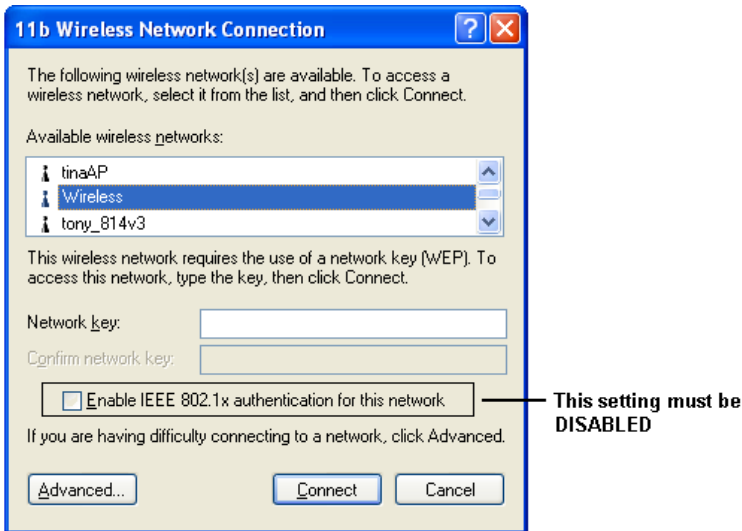 11b Wireless Network Connection
The following wireless network(s) are available. To access a
wireless network, select it from the list, and then click Connect.
Available wireless networks:
tinaAP
Wireless
tony_814v3
This wireless network requires the use of a network key (WEP). To
access this network, type the key, then click Connect.
Network key:
Confirm network key:
Enable IEEE 802.1x authentication for this network
This setting must be
DISABLED
If you are having difficulty connecting to a network, click Advanced.
Advanced...
Connect
Cancel